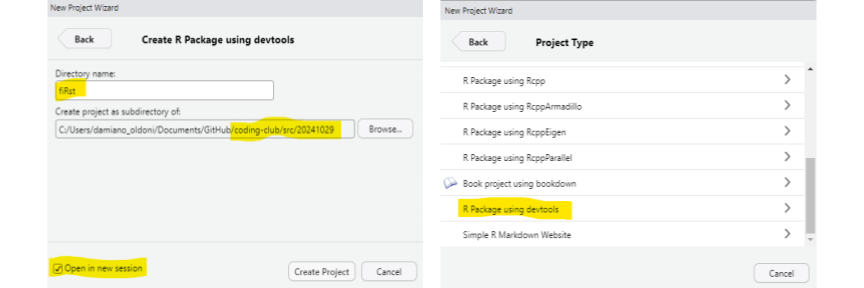 New Project Wizard
Back
Create R Package using devtools
Directory name:
fiRst
Create project as subdirectory of:
C:/Users/damiano_oldoni/Documents/GitHub/coding-club/src/20241029
Browse...
Open in new session
Create Project
Cancel
New Project Wizard
Back
Project Type
R Package using Rcpp
R Package using RcppArmadillo
R Package using RcppEigen
R Package using RcppParallel
Book project using bookdown
R Package using devtools
Simple R Markdown Website
Cancel